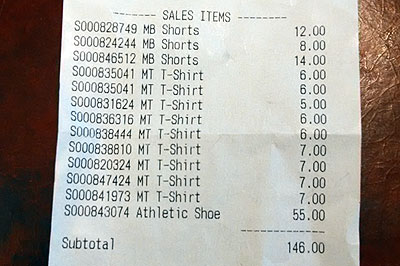 -------- SALES ITEMS --------
S000828749 MB Shorts 12.00
S000824244 MB Shorts 8.00
S000846512 MB Shorts 14.00
S000835041 MT T-Shirt 6.00
S000835041 MT T-Shirt 6.00
S000831624 MT T-Shirt 5.00
S000836316 MT T-Shirt 6.00
S000838444 MT T-Shirt 6.00
S000838810 MT T-Shirt 7.00
S000820324 MT T-Shirt 7.00
S000847424 MT T-Shirt 7.00
S000841973 MT T-Shirt 7.00
S000843074 Athletic Shoe 55.00
------------
Subtotal 146.00